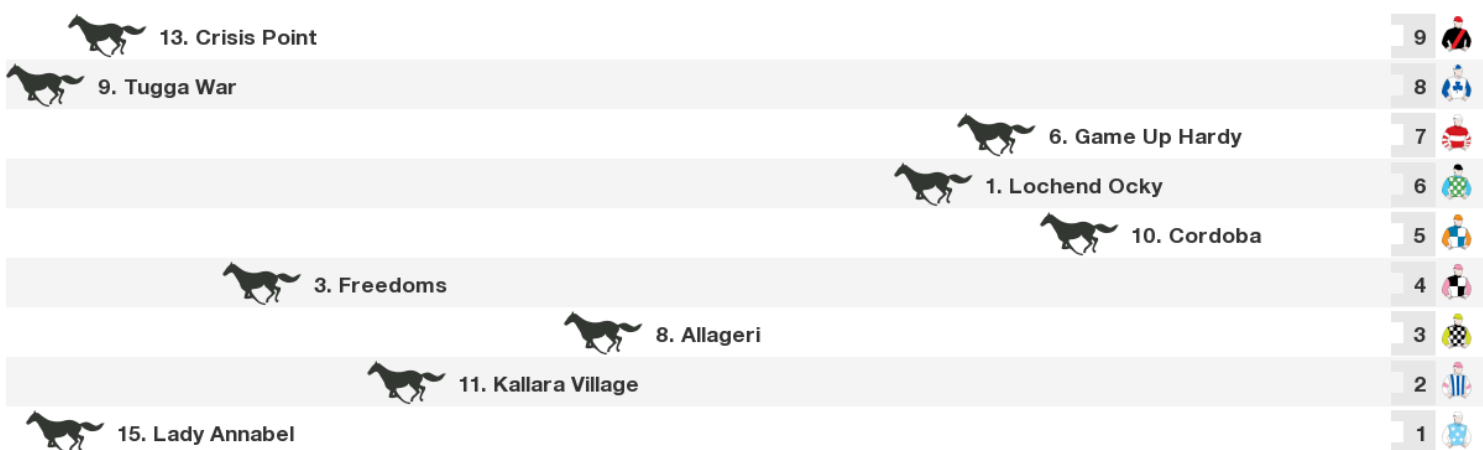 13. Crisis Point 9
9. Tugga War 8
6. Game Up Hardy 7
1. Lochend Ocky 6
10. Cordoba 5
3. Freedoms 4
8. Allageri 3
11. Kallara Village 2
15. Lady Annabel 1